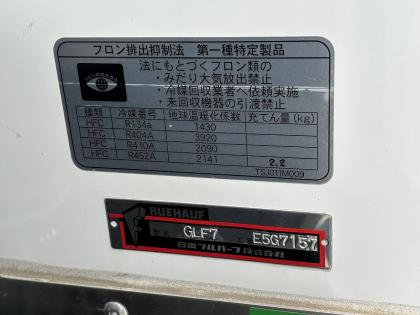 フロン排出抑制法 第一種特定製品
法にもとづくフロン類の
・みだり大気放出禁止
・冷媒回収業者へ依頼実施
・未回収機器の引渡禁止
種類 冷媒番号 地球温暖化係数 充てん量(kg)
HFC R134a 1430
HFC R404A 3920
HFC R410A 2090
HFC R452A 2141 2.2
TSJ011M009
RUEHAUF
型式 GLF7 E5G7157
日本フルハーフ株式会社